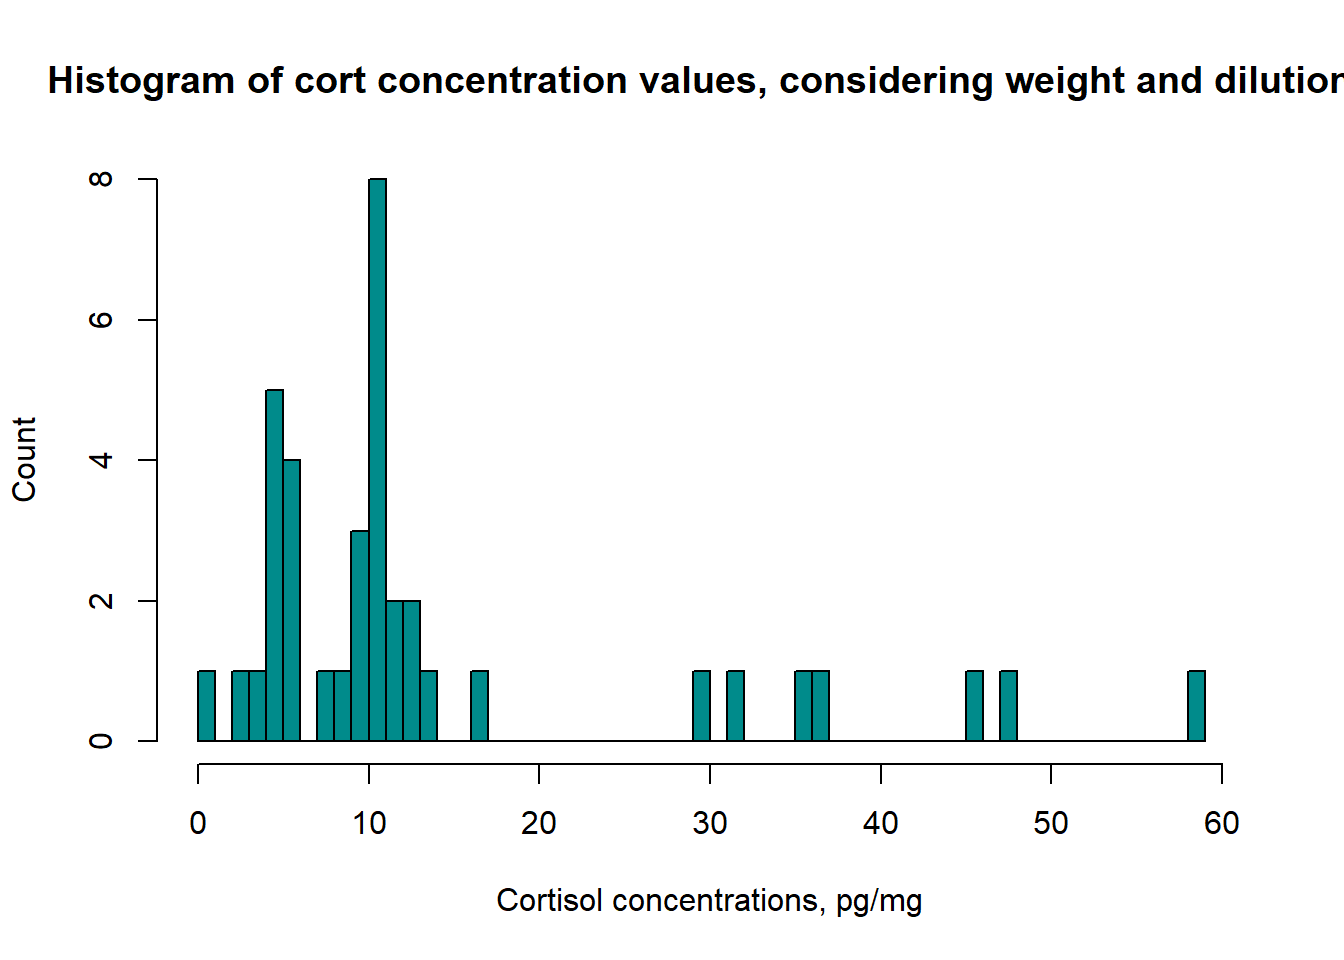 Histogram of cort concentration values, considering weight and dilution
8
6
4
2
0
Count
0 10 20 30 40 50 60
Cortisol concentrations, pg/mg